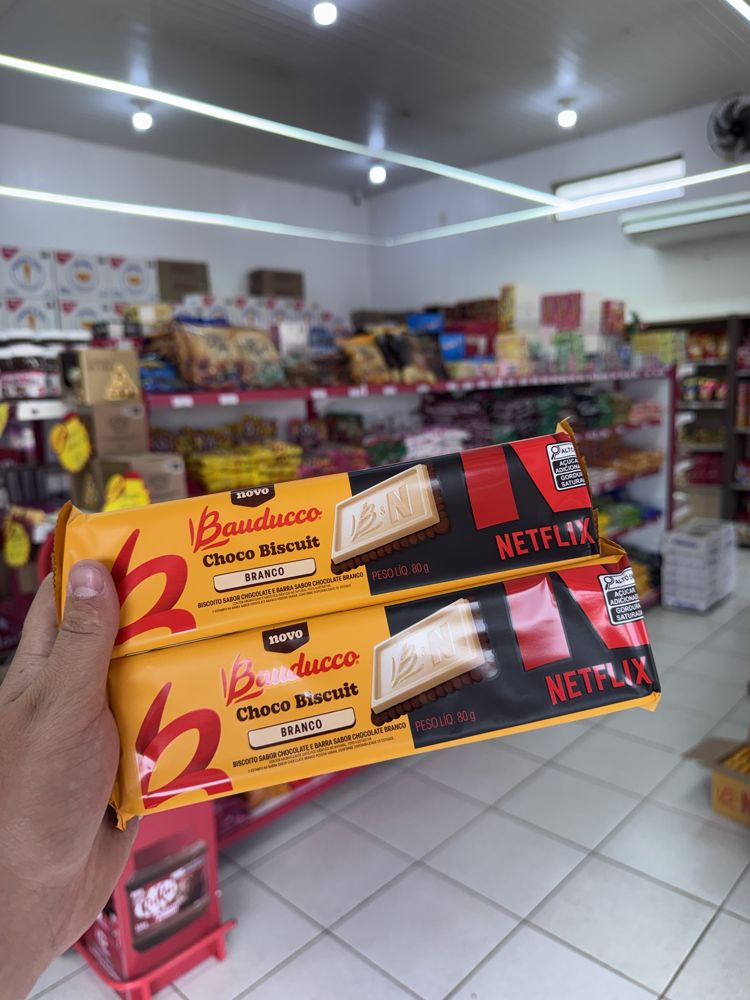 novo
Bauducco
Choco Biscuit
BRANCO
BISCOITO SABOR CHOCOLATE E BARRA SABOR CHOCOLATE BRANCO
PESO LÍQ. 80g
B&N
NETFLIX
ALTO EM
AÇÚCAR
ADICIONADO
GORDURA
SATURADA
novo
Bauducco
Choco Biscuit
BRANCO
BISCOITO SABOR CHOCOLATE E BARRA SABOR CHOCOLATE BRANCO
PESO LÍQ. 80g
B&N
NETFLIX
ALTO EM
AÇÚCAR
ADICIONADO
GORDURA
SATURADA
KitKat